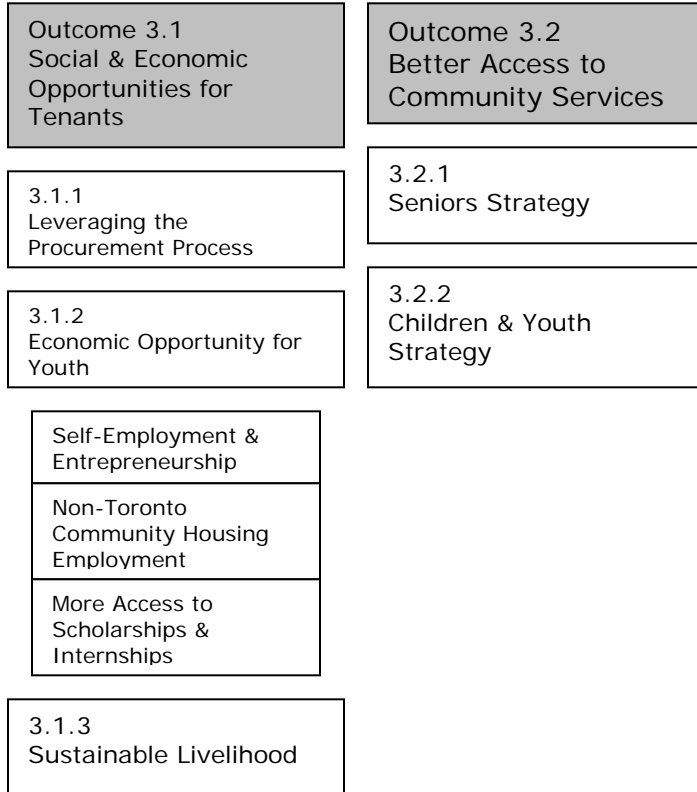 Outcome 3.1
Social & Economic
Opportunities for
Tenants
3.1.1
Leveraging the
Procurement Process
3.1.2
Economic Opportunity for
Youth
Self-Employment &
Entrepreneurship
Non-Toronto
Community Housing
Employment
More Access to
Scholarships &
Internships
3.1.3
Sustainable Livelihood
Outcome 3.2
Better Access to
Community Services
3.2.1
Seniors Strategy
3.2.2
Children & Youth
Strategy